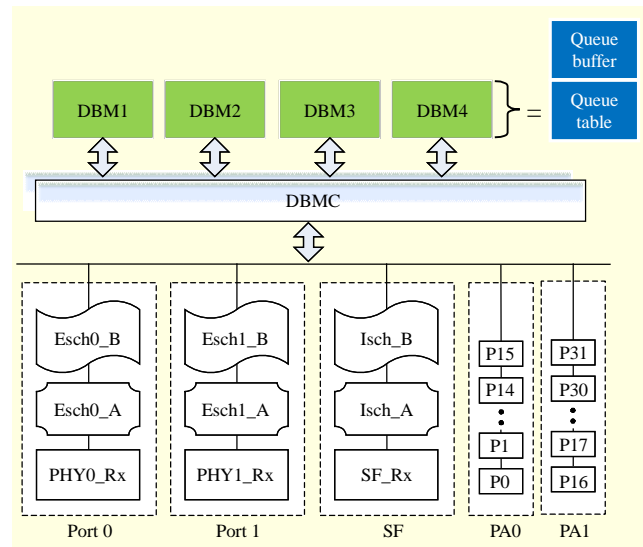 Queue
buffer
DBM1 DBM2 DBM3 DBM4 = Queue
table
DBMC
Esch0_B Esch1_B Isch_B P15 P31
P14 P30
Esch0_A Esch1_A Isch_A
P1 P17
PHY0_Rx PHY1_Rx SF_Rx P0 P16
Port 0 Port 1 SF PA0 PA1